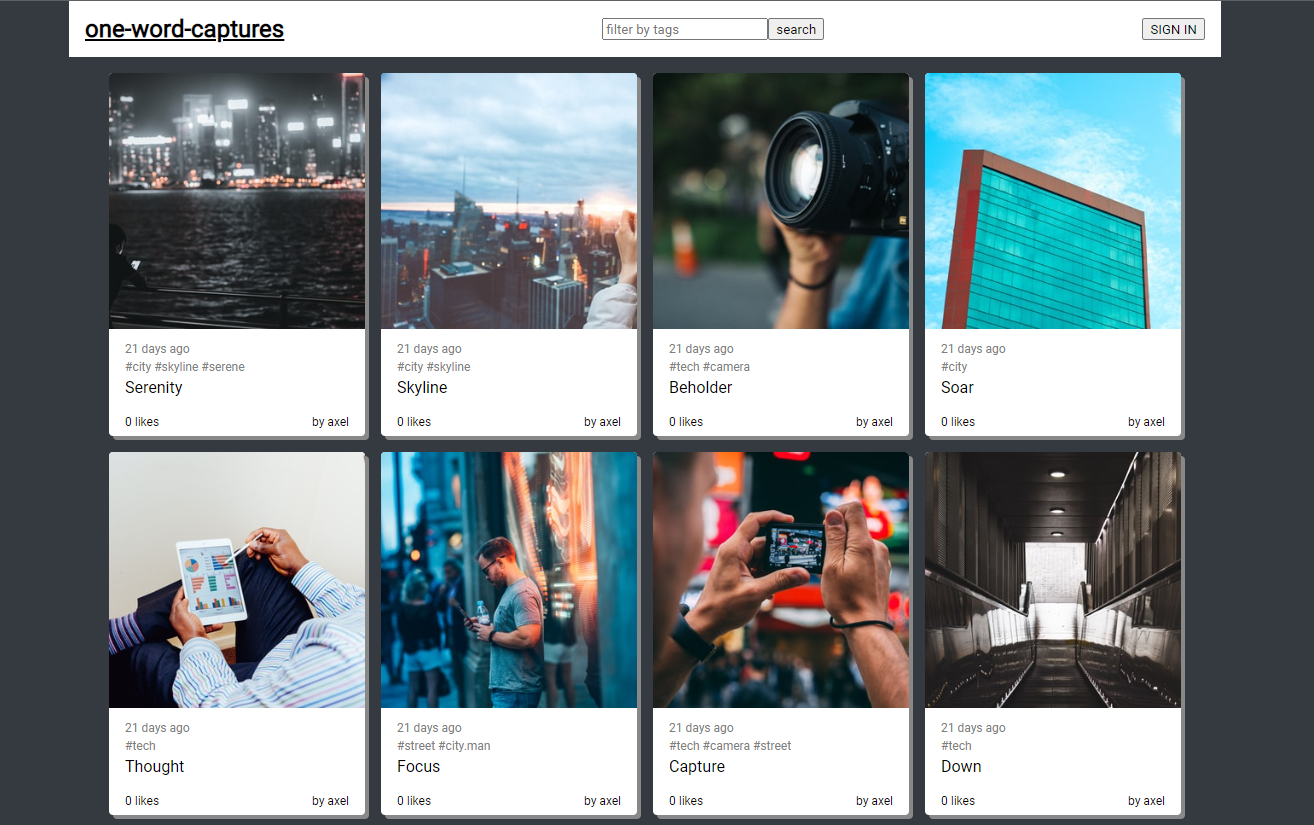 one-word-captures
filter by tags
search
SIGN IN
21 days ago
#city #skyline #serene
Serenity
0 likes
by axel
21 days ago
#city #skyline
Skyline
0 likes
by axel
21 days ago
#tech #camera
Beholder
0 likes
by axel
21 days ago
#city
Soar
0 likes
by axel
21 days ago
#tech
Thought
0 likes
by axel
21 days ago
#street #city.man
Focus
0 likes
by axel
21 days ago
#tech #camera #street
Capture
0 likes
by axel
21 days ago
#tech
Down
0 likes
by axel